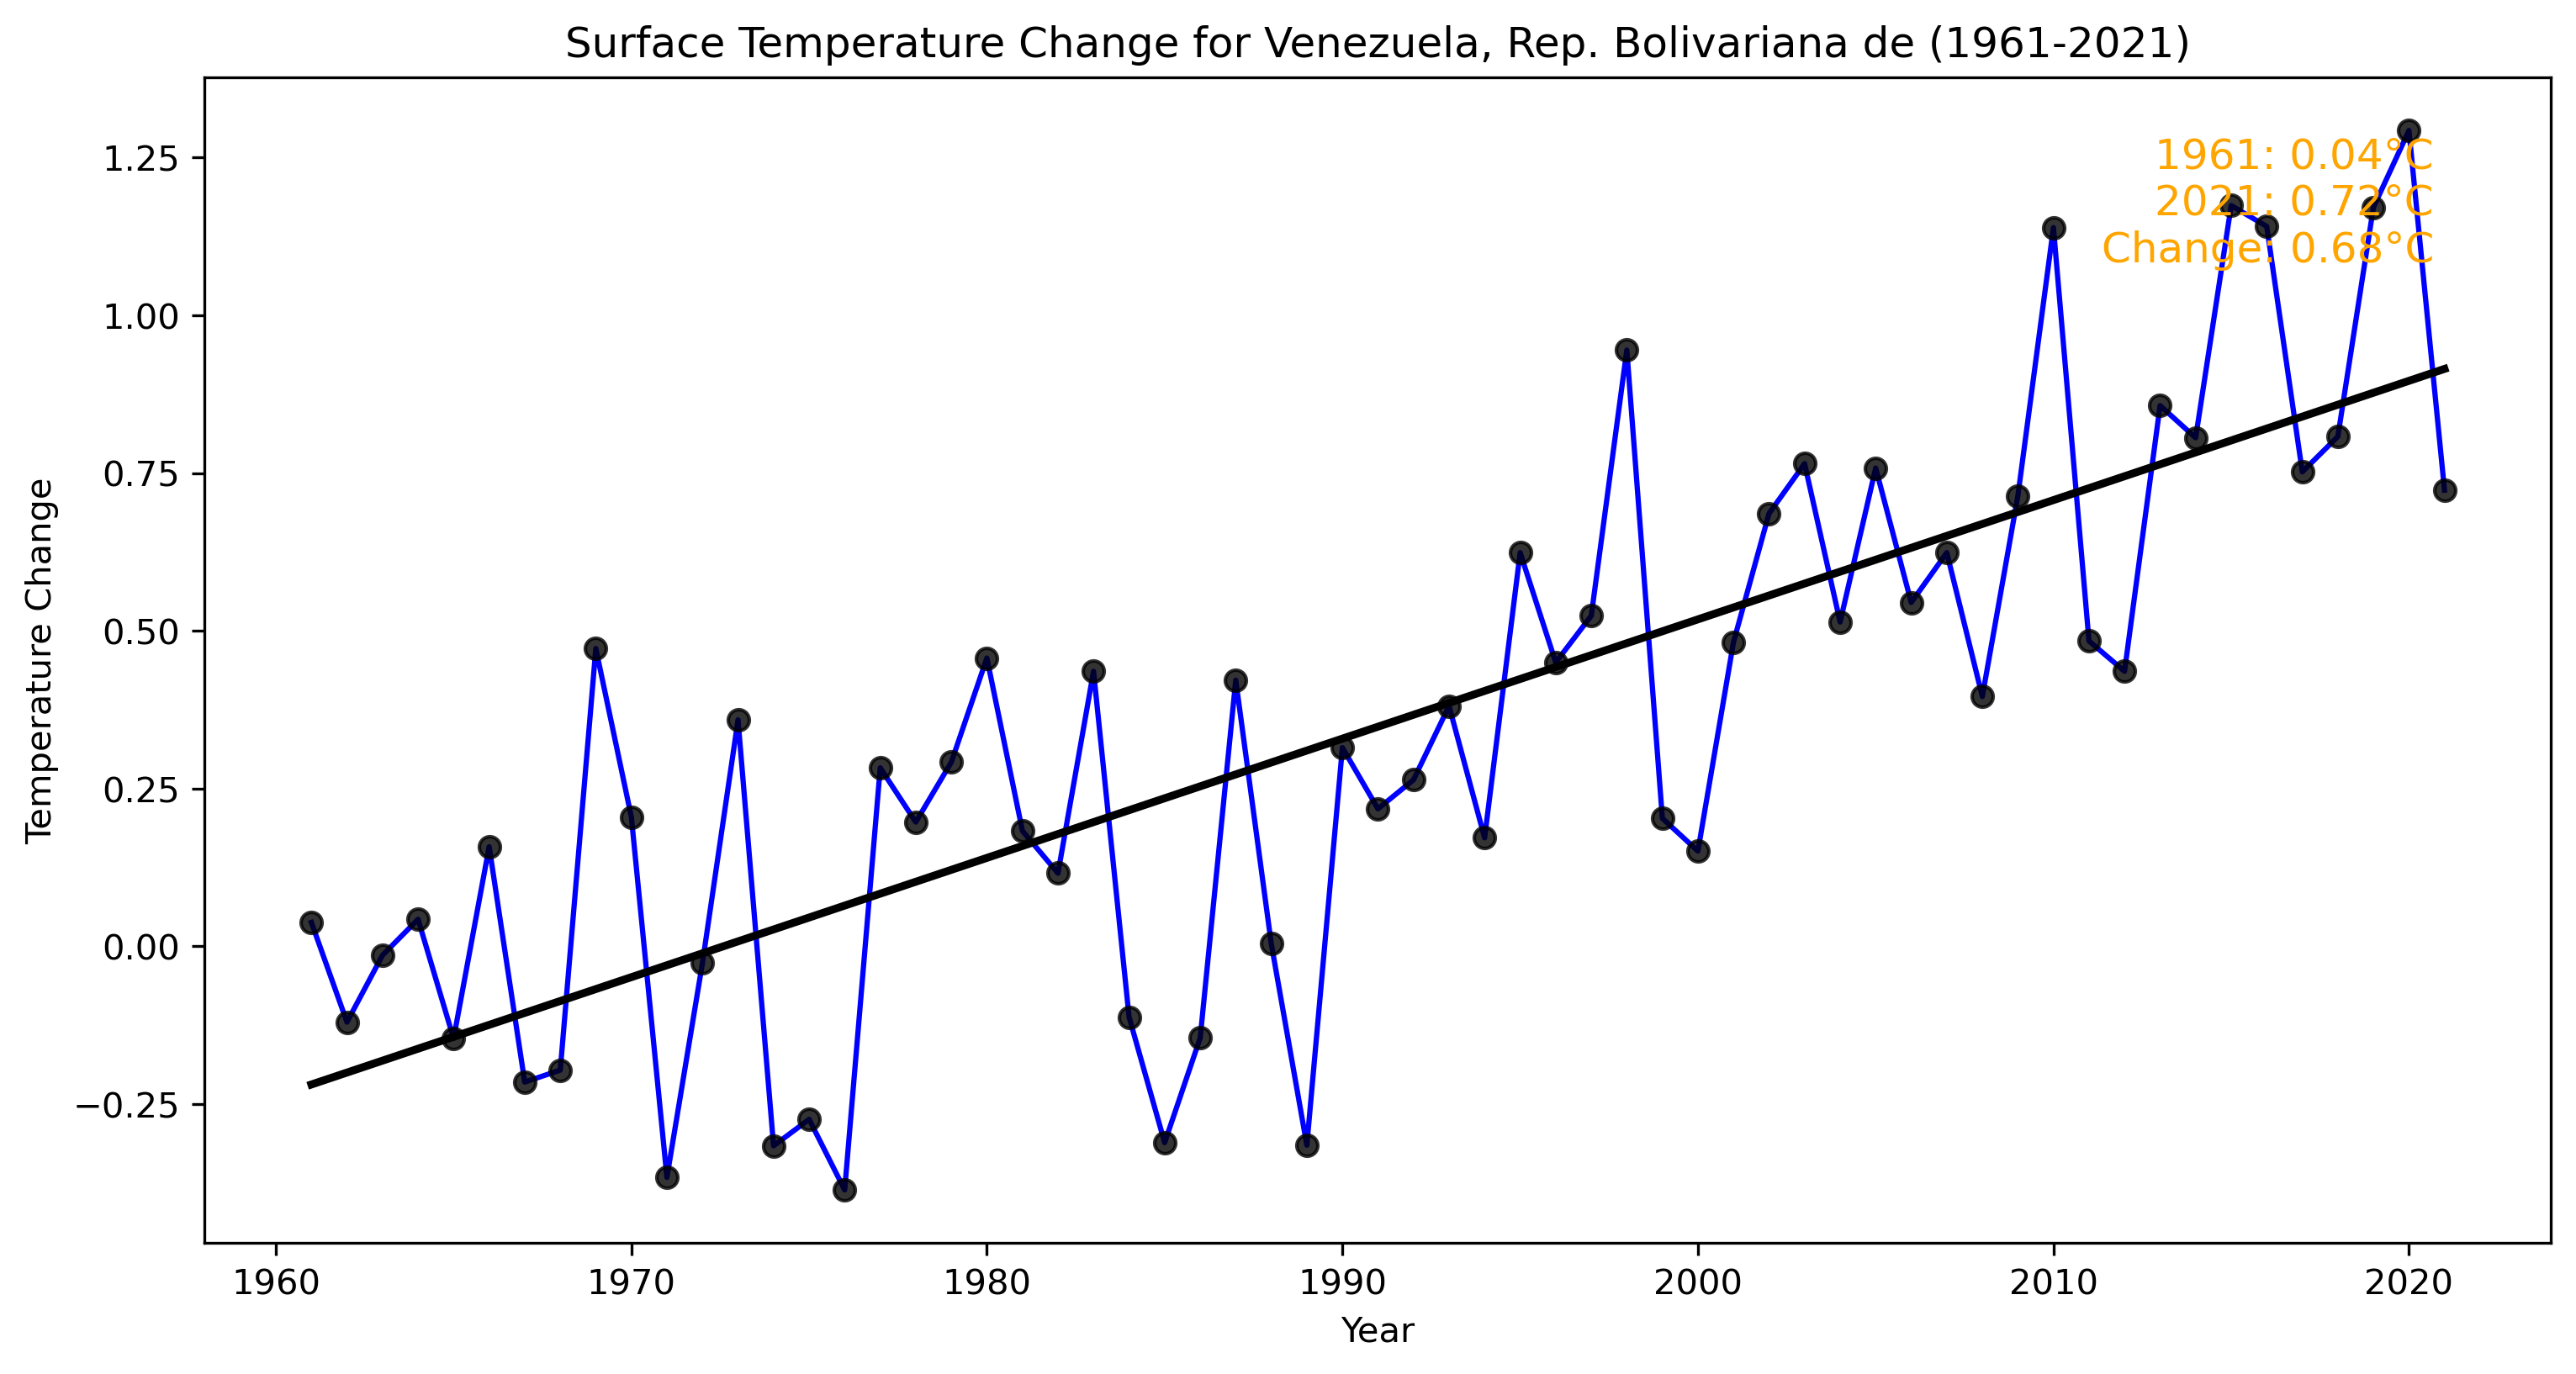 Surface Temperature Change for Venezuela, Rep. Bolivariana de (1961-2021)
1961: 0.04°C
2021: 0.72°C
Change: 0.68°C
Temperature Change
1.25
1.00
0.75
0.50
0.25
0.00
−0.25
1960 1970 1980 1990 2000 2010 2020
Year